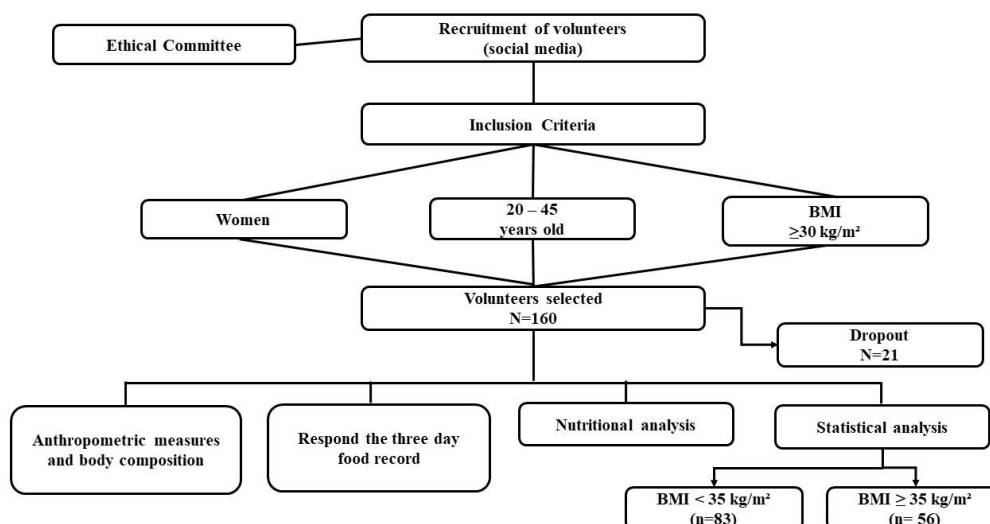 Ethical Committee
Recruitment of volunteers
(social media)
Inclusion Criteria
Women
20 – 45
years old
BMI
≥30 kg/m²
Volunteers selected
N=160
Dropout
N=21
Anthropometric measures
and body composition
Respond the three day
food record
Nutritional analysis
Statistical analysis
BMI < 35 kg/m²
(n=83)
BMI ≥ 35 kg/m²
(n= 56)